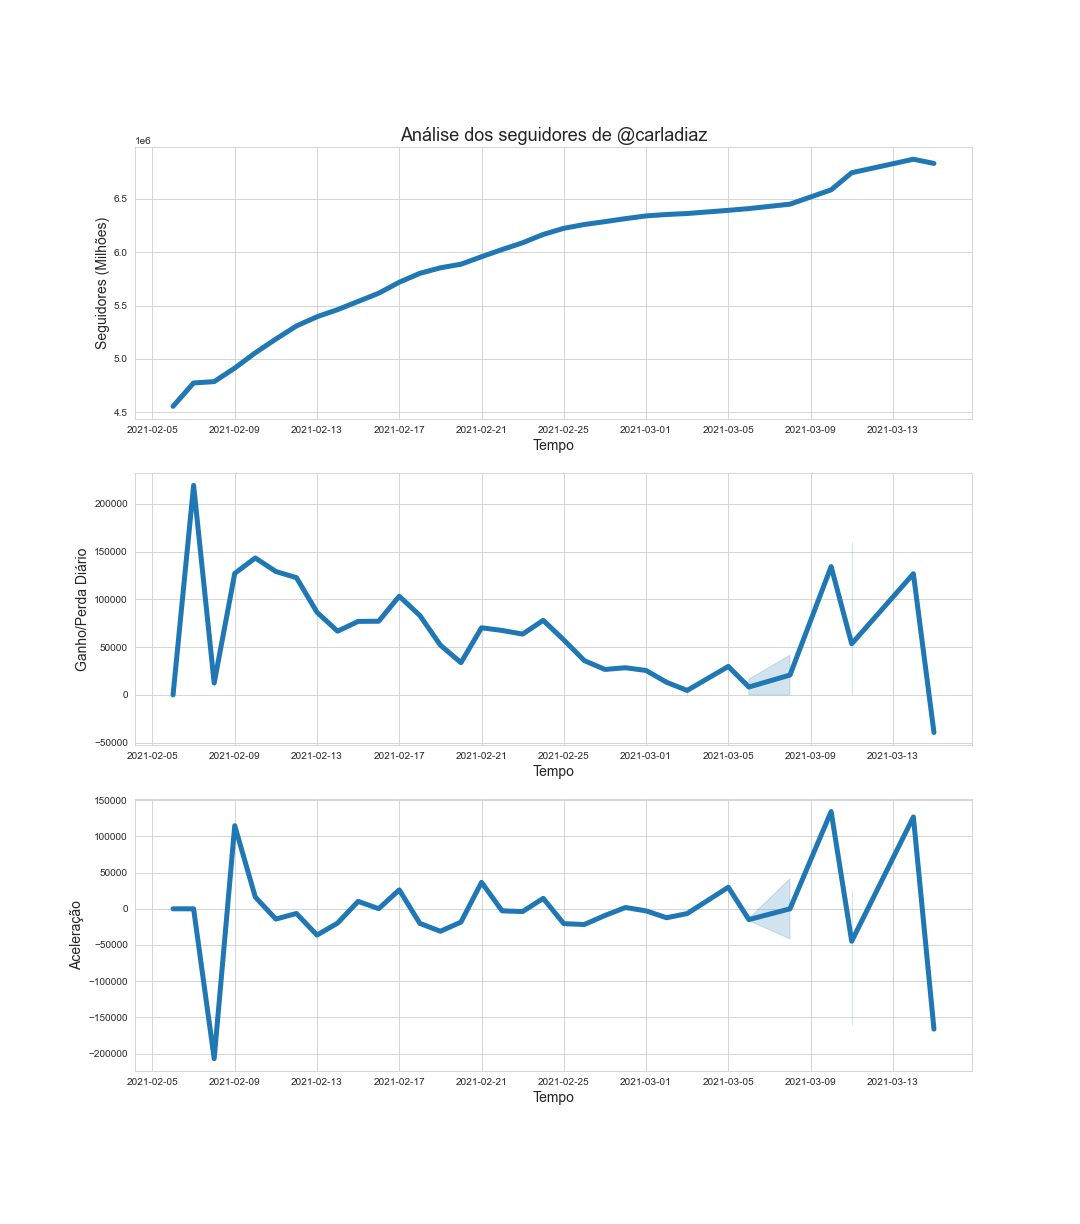 Análise dos seguidores de @carladiaz
1e6
Seguidores (Milhões)
6.5
6.0
5.5
5.0
4.5
2021-02-05 2021-02-09 2021-02-13 2021-02-17 2021-02-21 2021-02-25 2021-03-01 2021-03-05 2021-03-09 2021-03-13
Tempo
Ganho/Perda Diário
200000
150000
100000
50000
0
−50000
2021-02-05 2021-02-09 2021-02-13 2021-02-17 2021-02-21 2021-02-25 2021-03-01 2021-03-05 2021-03-09 2021-03-13
Tempo
Aceleração
150000
100000
50000
0
−50000
−100000
−150000
−200000
2021-02-05 2021-02-09 2021-02-13 2021-02-17 2021-02-21 2021-02-25 2021-03-01 2021-03-05 2021-03-09 2021-03-13
Tempo